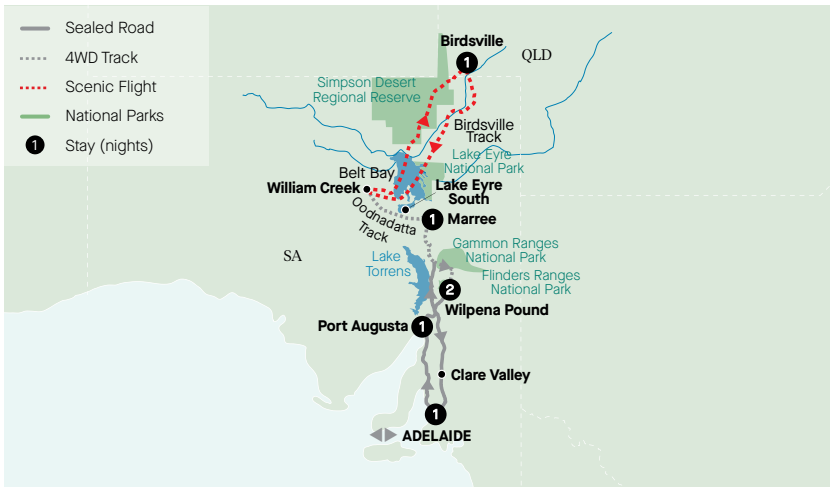 Sealed Road
4WD Track
Scenic Flight
National Parks
1 Stay (nights)
Birdsville
1
QLD
Simpson Desert
Regional Reserve
Birdsville
Track
Lake Eyre
National Park
Belt Bay
William Creek
Lake Eyre
South
Oodnadatta
Track
1 Marree
SA
Lake
Torrens
Gammon Ranges
National Park
Flinders Ranges
National Park
2
Wilpena Pound
Port Augusta 1
Clare Valley
1
ADELAIDE